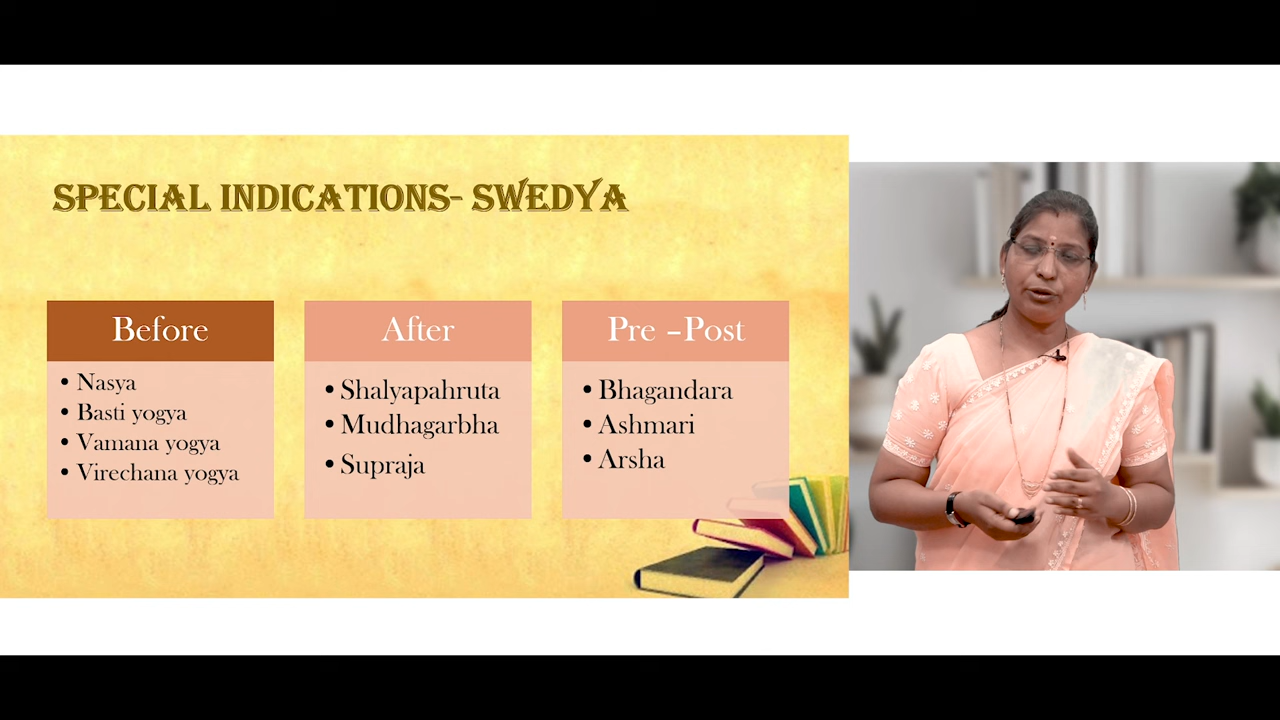 SPECIAL INDICATIONS- SWEDYA
Before
• Nasya
• Basti yogya
• Vamana yogya
• Virechana yogya
After
• Shalyapahruta
• Mudhagarbha
• Supraja
Pre –Post
• Bhagandara
• Ashmari
• Arsha